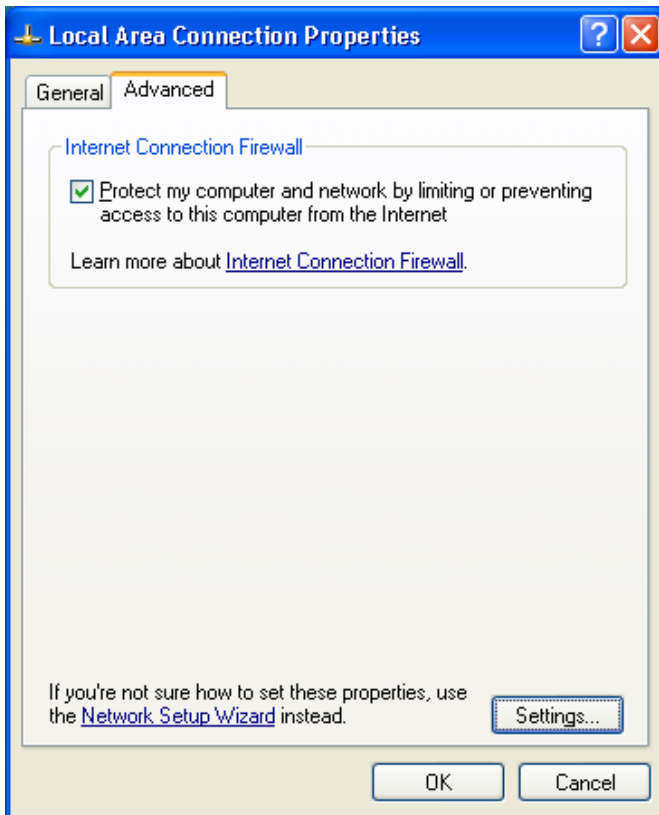 Local Area Connection Properties
General
Advanced
Internet Connection Firewall
Protect my computer and network by limiting or preventing
access to this computer from the Internet
Learn more about Internet Connection Firewall.
If you're not sure how to set these properties, use
the Network Setup Wizard instead.
Settings...
OK
Cancel